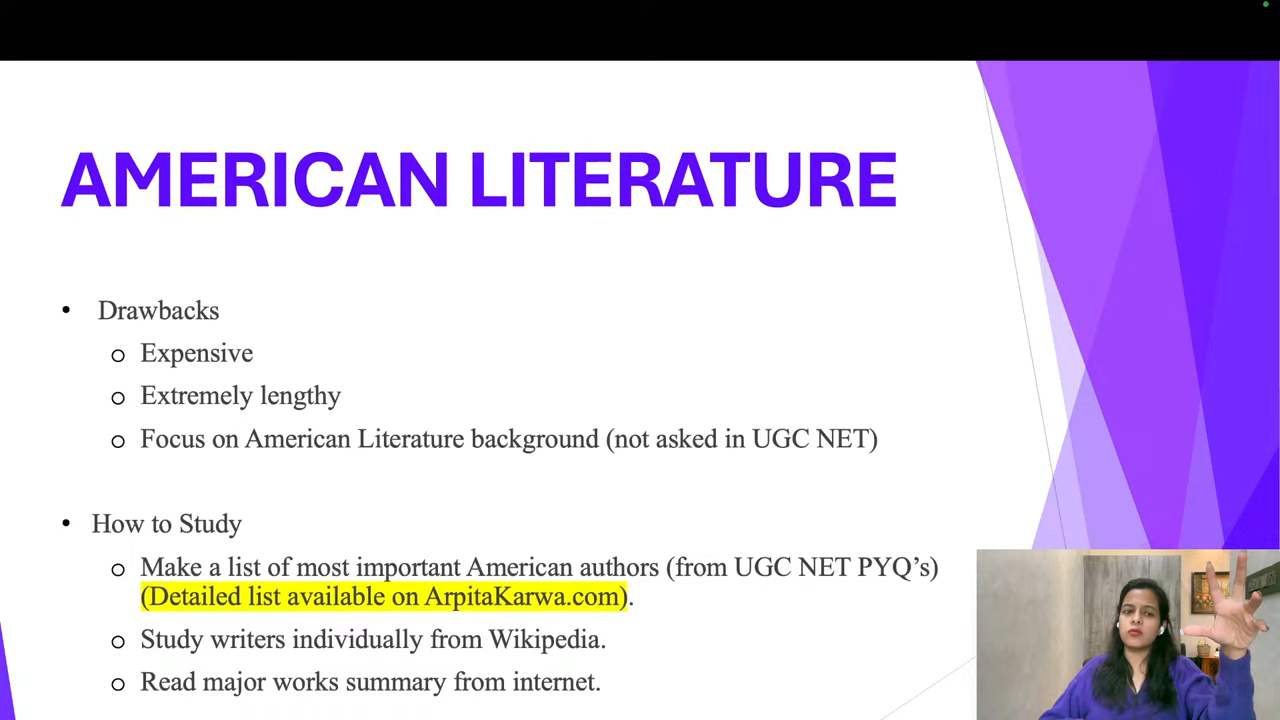 AMERICAN LITERATURE
• Drawbacks
o Expensive
o Extremely lengthy
o Focus on American Literature background (not asked in UGC NET)
• How to Study
o Make a list of most important American authors (from UGC NET PYQ’s)
(Detailed list available on ArpitaKarwa.com).
o Study writers individually from Wikipedia.
o Read major works summary from internet.